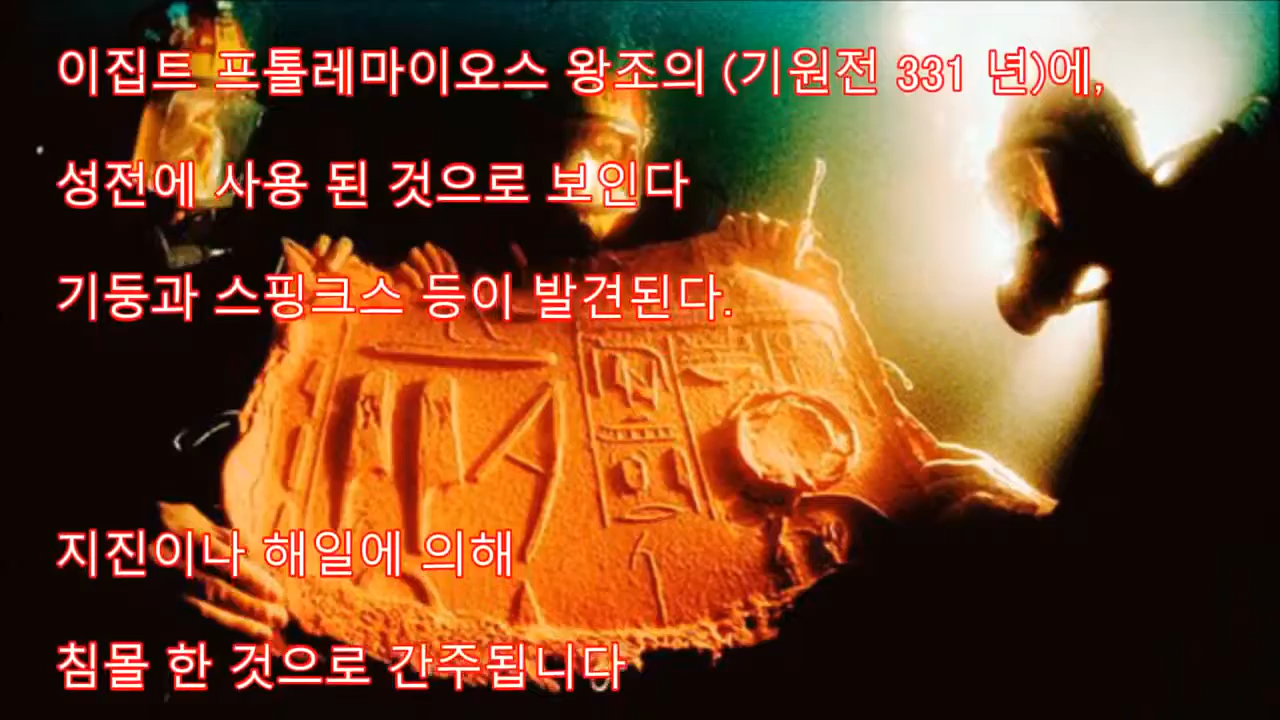 이집트 프톨레마이오스 왕조의 (기원전 331 년)에,
성전에 사용 된 것으로 보인다
기둥과 스핑크스 등이 발견된다.
지진이나 해일에 의해
침몰 한 것으로 간주됩니다